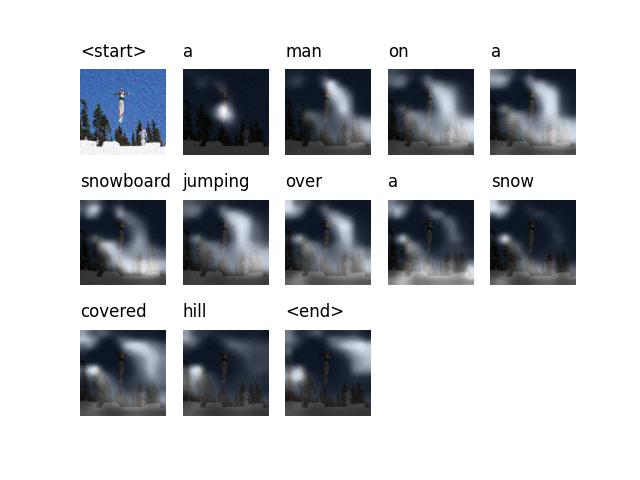 <start> a man on a
snowboard jumping over a snow
covered hill <end>